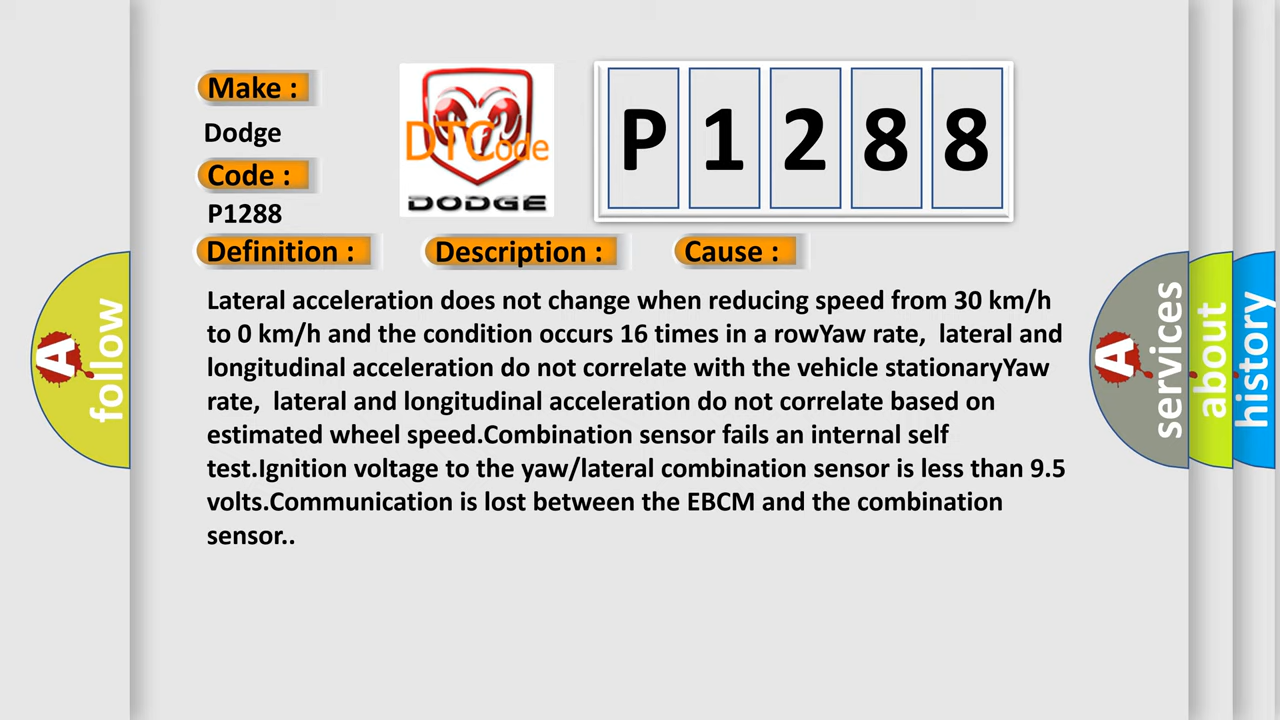 Make :
Dodge
Code :
P1288
DTCode
DODGE
P 1 2 8 8
Definition : Description : Cause :
Lateral acceleration does not change when reducing speed from 30 km/h
to 0 km/h and the condition occurs 16 times in a rowYaw rate,  lateral and
longitudinal acceleration do not correlate with the vehicle stationaryYaw
rate,  lateral and longitudinal acceleration do not correlate based on
estimated wheel speed.Combination sensor fails an internal self
test.Ignition voltage to the yaw/lateral combination sensor is less than 9.5
volts.Communication is lost between the EBCM and the combination
sensor..
A follow
A services
about
history